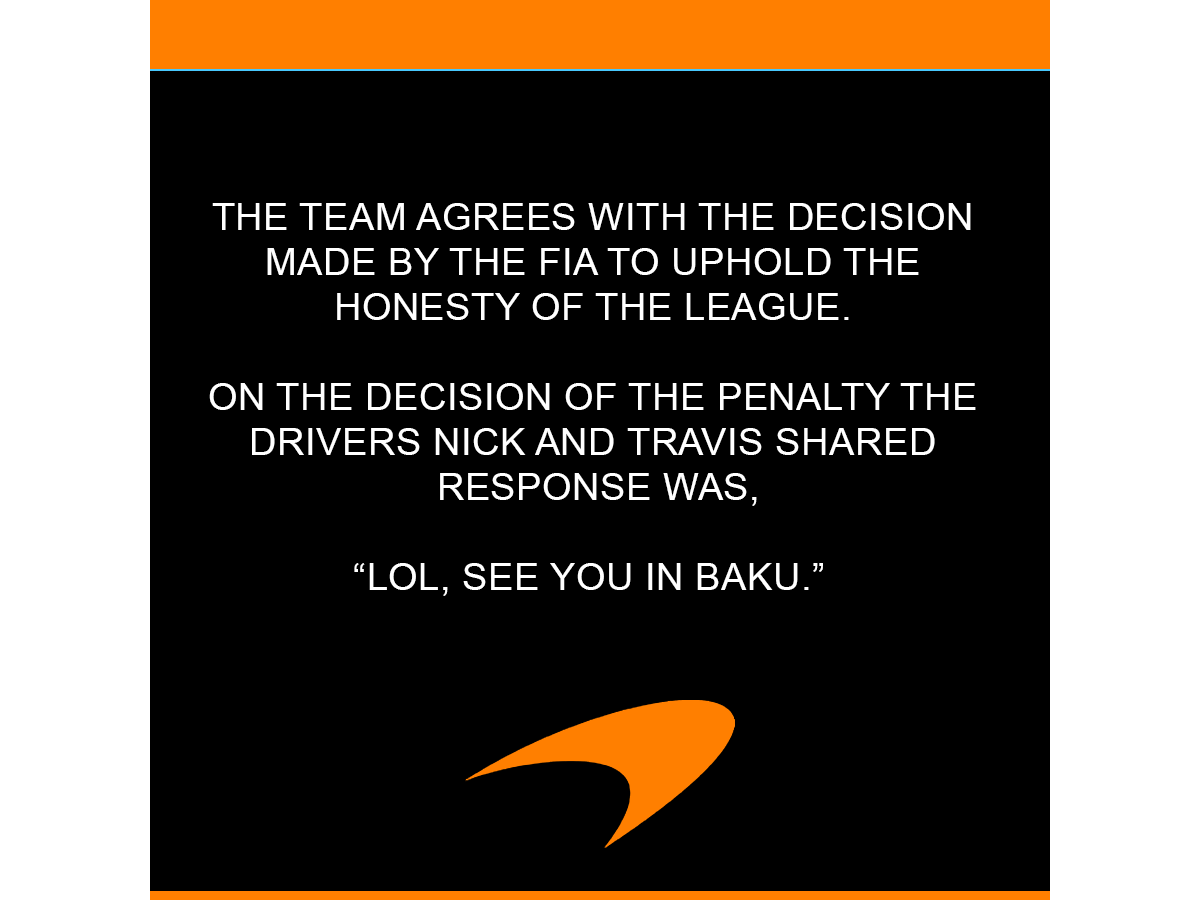 THE TEAM AGREES WITH THE DECISION
MADE BY THE FIA TO UPHOLD THE
HONESTY OF THE LEAGUE.
ON THE DECISION OF THE PENALTY THE
DRIVERS NICK AND TRAVIS SHARED
RESPONSE WAS,
“LOL, SEE YOU IN BAKU.”